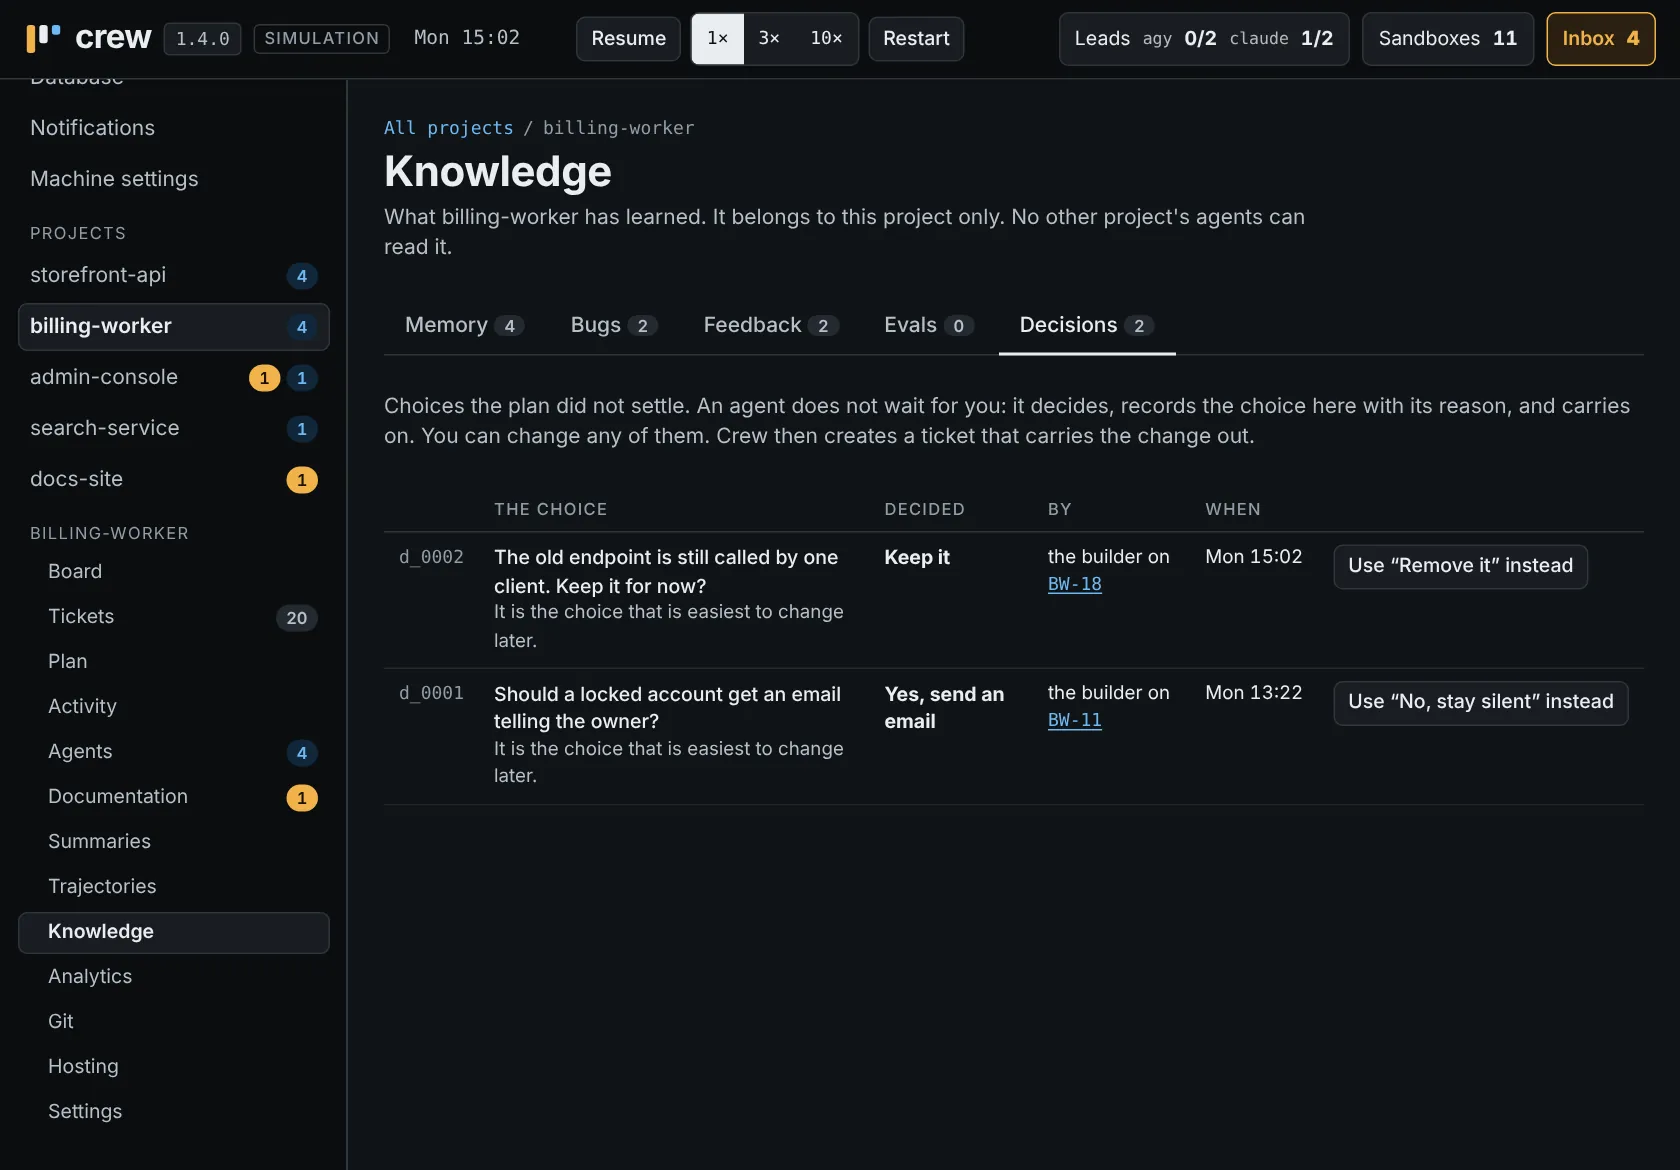 crew 1.4.0 SIMULATION Mon 15:02 Resume 1× 3× 10× Restart Leads agy 0/2 claude 1/2 Sandboxes 11 Inbox 4
Database
Notifications
Machine settings
PROJECTS
storefront-api 4
billing-worker 4
admin-console 1 1
search-service 1
docs-site 1
BILLING-WORKER
Board
Tickets 20
Plan
Activity
Agents 4
Documentation 1
Summaries
Trajectories
Knowledge
Analytics
Git
Hosting
Settings
All projects / billing-worker
Knowledge
What billing-worker has learned. It belongs to this project only. No other project's agents can
read it.
Memory 4 Bugs 2 Feedback 2 Evals 0 Decisions 2
Choices the plan did not settle. An agent does not wait for you: it decides, records the choice here with its reason, and carries
on. You can change any of them. Crew then creates a ticket that carries the change out.
THE CHOICE DECIDED BY WHEN
d_0002 The old endpoint is still called by one Keep it the builder on Mon 15:02 Use “Remove it” instead
client. Keep it for now? BW-18
It is the choice that is easiest to change
later.
d_0001 Should a locked account get an email Yes, send an the builder on Mon 13:22 Use “No, stay silent” instead
telling the owner? email BW-11
It is the choice that is easiest to change
later.